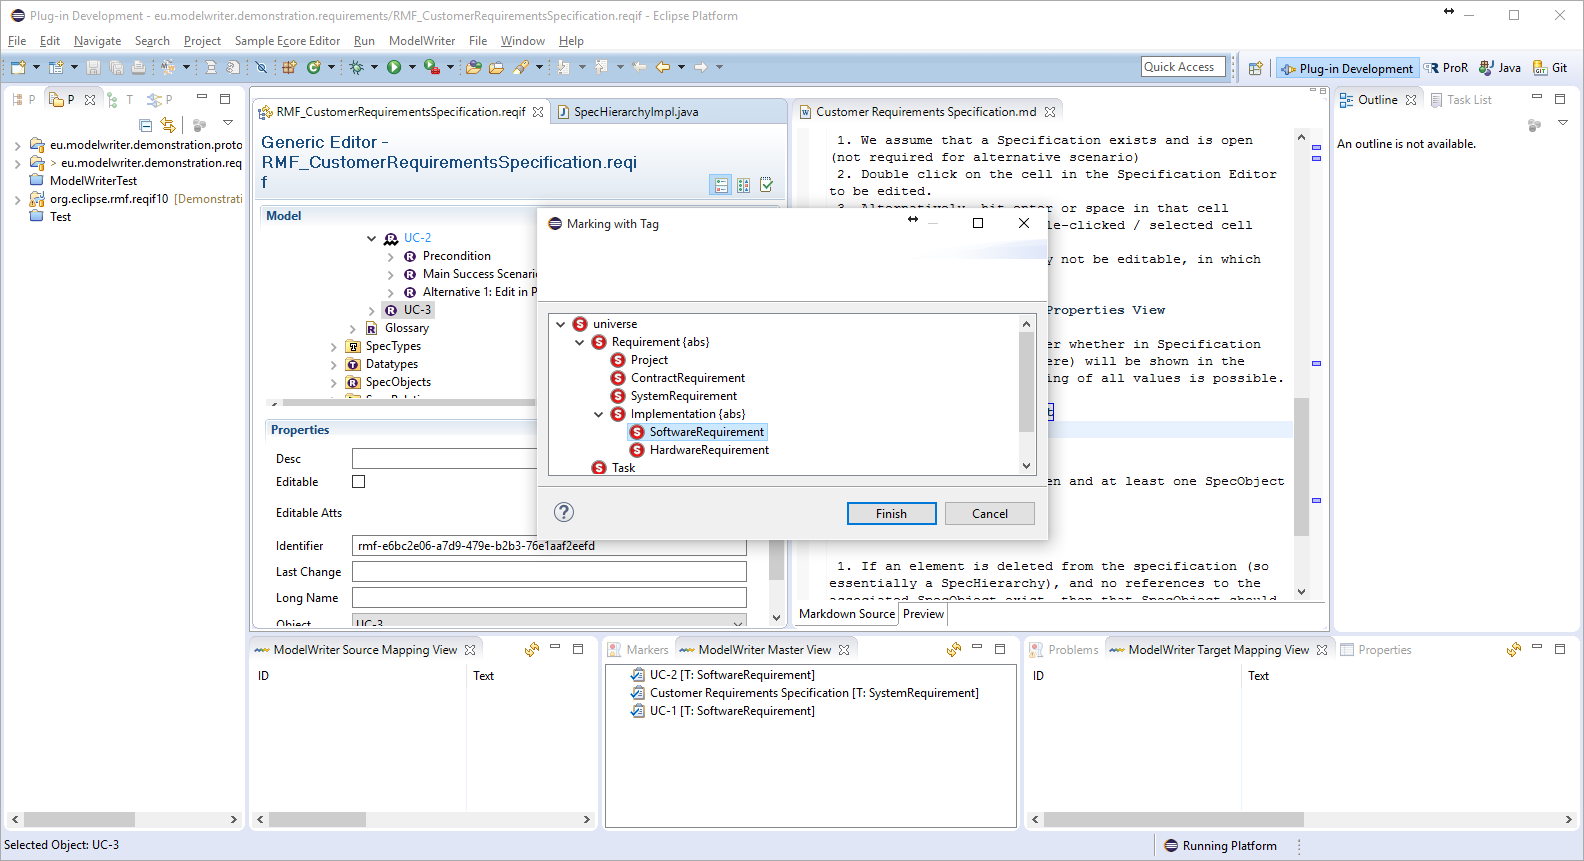 Plug-in Development - eu.modelwriter.demonstration.requirements/RMF_CustomerRequirementsSpecification.reqif - Eclipse Platform
File Edit Navigate Search Project Sample Ecore Editor Run ModelWriter File Window Help
Quick Access
Plug-in Development
ProR
Java
Git
P
P
T
P
eu.modelwriter.demonstration.proto
> eu.modelwriter.demonstration.req
ModelWriterTest
org.eclipse.rmf.reqif10 [Demonstrati
Test
RMF_CustomerRequirementsSpecification.reqif
SpecHierarchyImpl.java
Generic Editor -
RMF_CustomerRequirementsSpecification.reqi
f
Model
UC-2
Precondition
Main Success Scenario
Alternative 1: Edit in P
UC-3
Glossary
SpecTypes
Datatypes
SpecObjects
Properties
Desc
Editable
Editable Atts
Identifier rmf-e6bc2e06-a7d9-479e-b2b3-76e1aaf2eefd
Last Change
Long Name
Object UC-3
Customer Requirements Specification.md
1. We assume that a Specification exists and is open
(not required for alternative scenario)
2. Double click on the cell in the Specification Editor
to be edited.
3. Alternatively, hit enter or space in that cell
le-clicked / selected cell
y not be editable, in which
Properties View
er whether in Specification
ere) will be shown in the
ing of all values is possible.
en and at least one SpecObject
1. If an element is deleted from the specification (so
essentially a SpecHierarchy), and no references to the
associated SpecObject exist, then that SpecObject should
Markdown Source
Preview
Marking with Tag
universe
Requirement {abs}
Project
ContractRequirement
SystemRequirement
Implementation {abs}
SoftwareRequirement
HardwareRequirement
Task
Finish
Cancel
Outline
Task List
An outline is not available.
ModelWriter Source Mapping View
ID Text
Markers
ModelWriter Master View
UC-2 [T: SoftwareRequirement]
Customer Requirements Specification [T: SystemRequirement]
UC-1 [T: SoftwareRequirement]
Problems
ModelWriter Target Mapping View
Properties
ID Text
Selected Object: UC-3
Running Platform